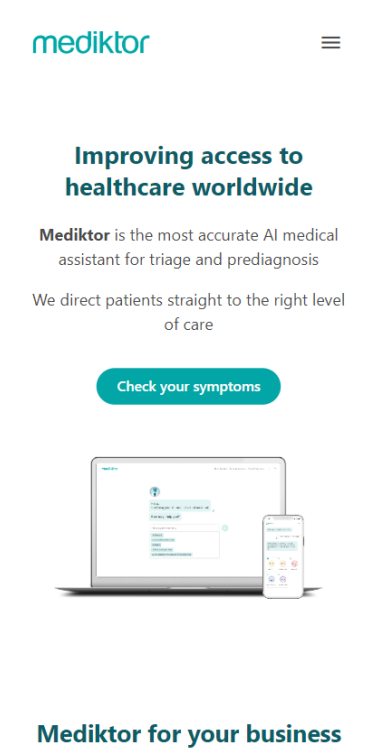 mediktor
Improving access to
healthcare worldwide
Mediktor is the most accurate AI medical
assistant for triage and prediagnosis
We direct patients straight to the right level
of care
Check your symptoms
Mediktor for your business